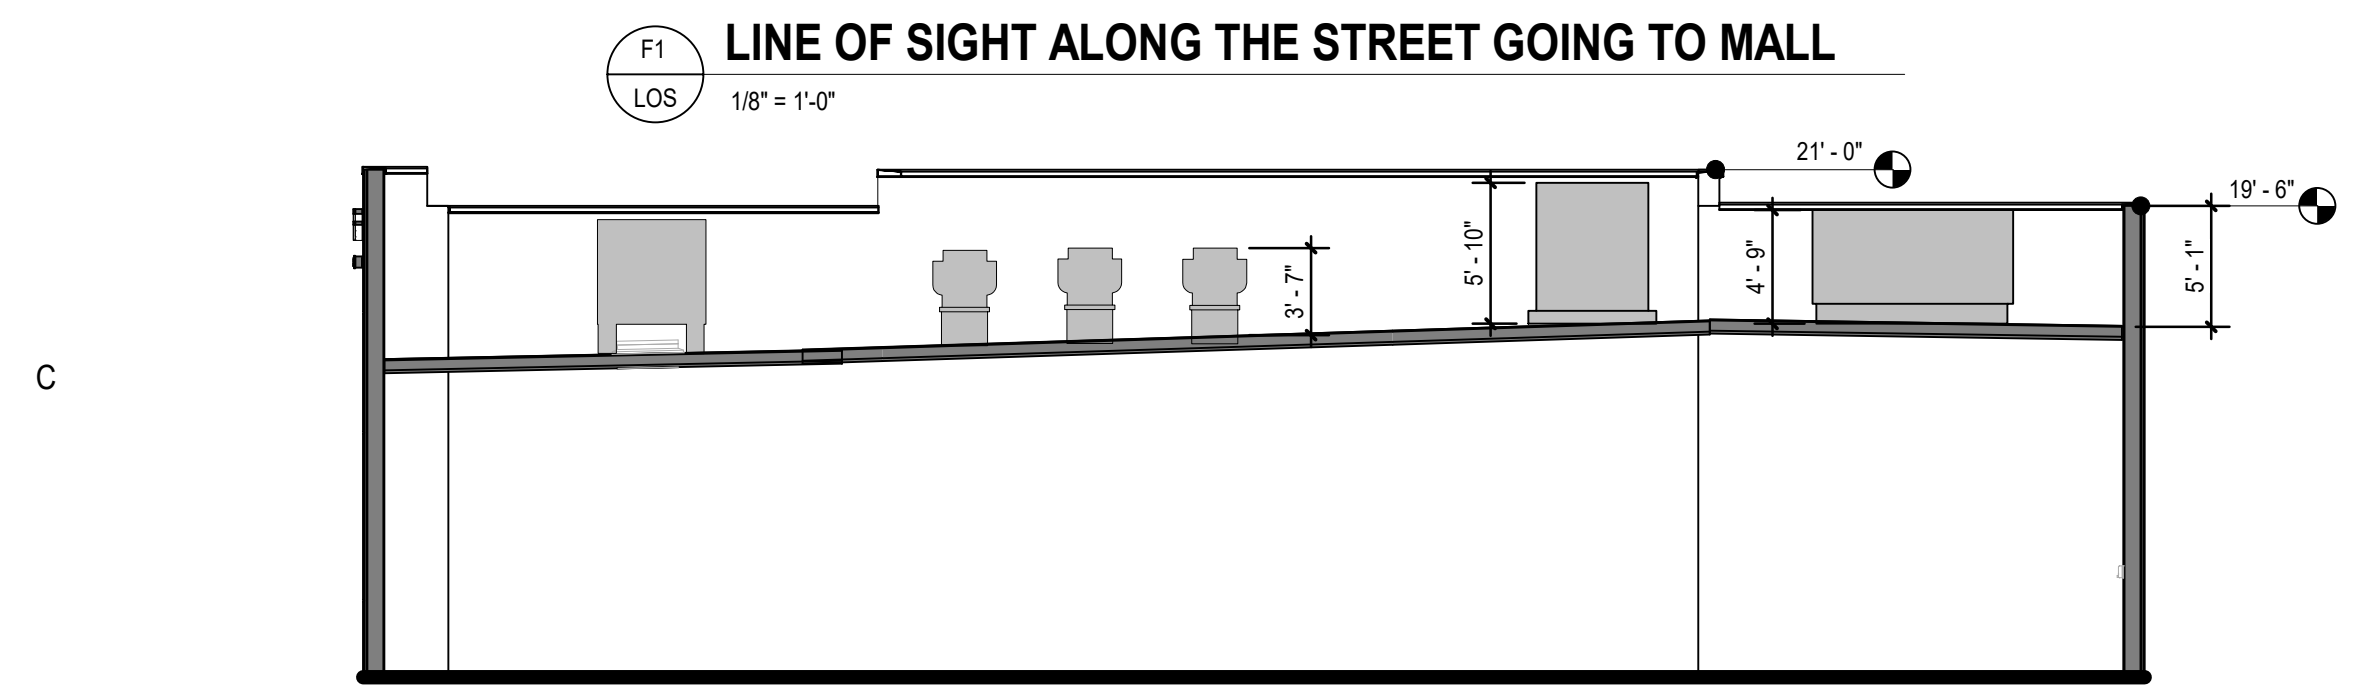 F1
LINE OF SIGHT ALONG THE STREET GOING TO MALL
LOS
1/8" = 1'-0"
21' - 0"
19' - 6"
5' - 10"
4' - 9"
5' - 1"
3' - 7"
C